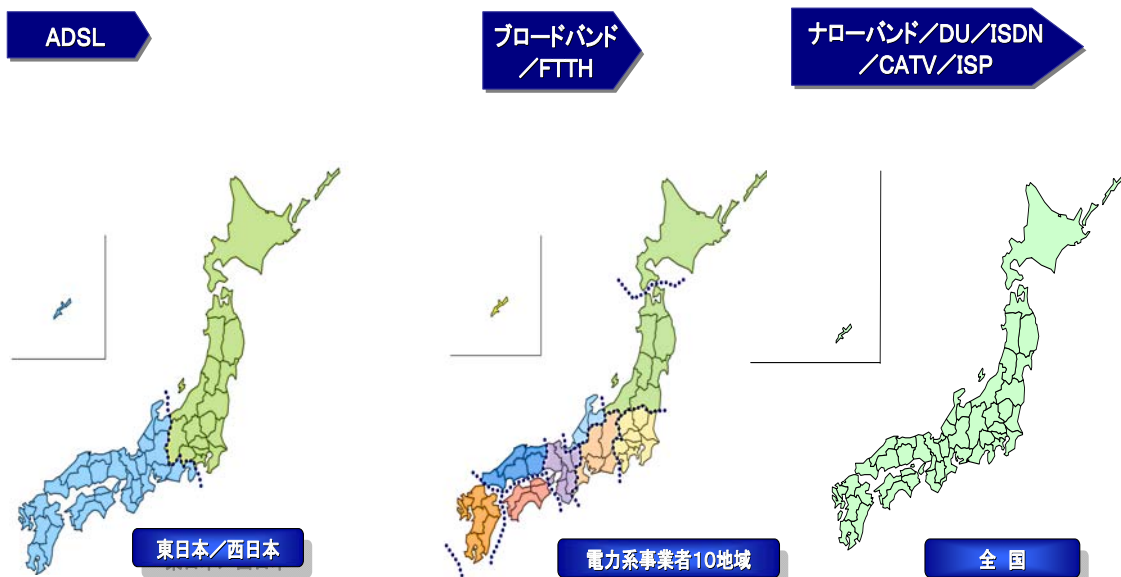 ADSL
ブロードバンド
／FTTH
ナローバンド／DU／ISDN
／CATV／ISP
東日本／西日本
電力系事業者10地域
全 国